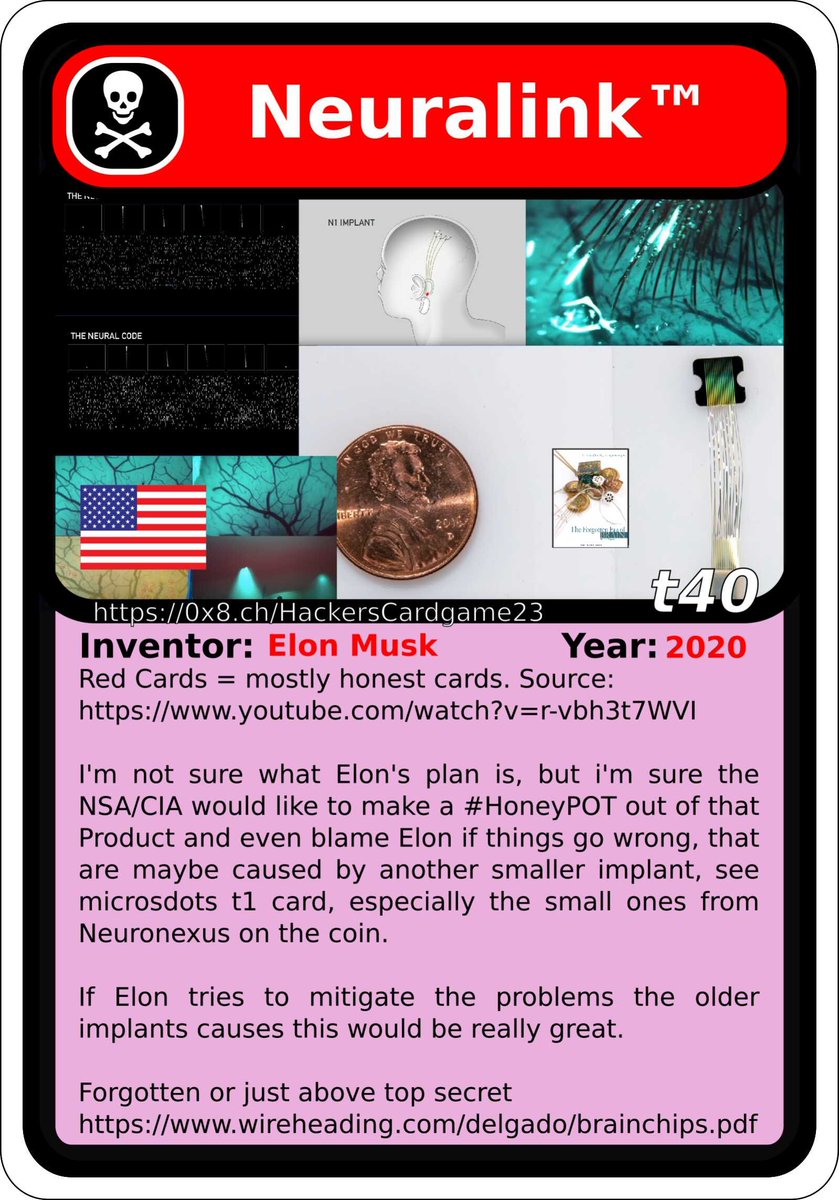 Neuralink™
THE NE
N1 IMPLANT
THE NEURAL CODE
IN GOD WE TRUST
LIBERTY
D
The Forgotten Era of
BRAIN
t40
https://0x8.ch/HackersCardgame23
Inventor: Elon Musk Year: 2020
Red Cards = mostly honest cards. Source:
https://www.youtube.com/watch?v=r-vbh3t7WVI
I'm not sure what Elon's plan is, but i'm sure the
NSA/CIA would like to make a #HoneyPOT out of that
Product and even blame Elon if things go wrong, that
are maybe caused by another smaller implant, see
microsdots t1 card, especially the small ones from
Neuronexus on the coin.
If Elon tries to mitigate the problems the older
implants causes this would be really great.
Forgotten or just above top secret
https://www.wireheading.com/delgado/brainchips.pdf